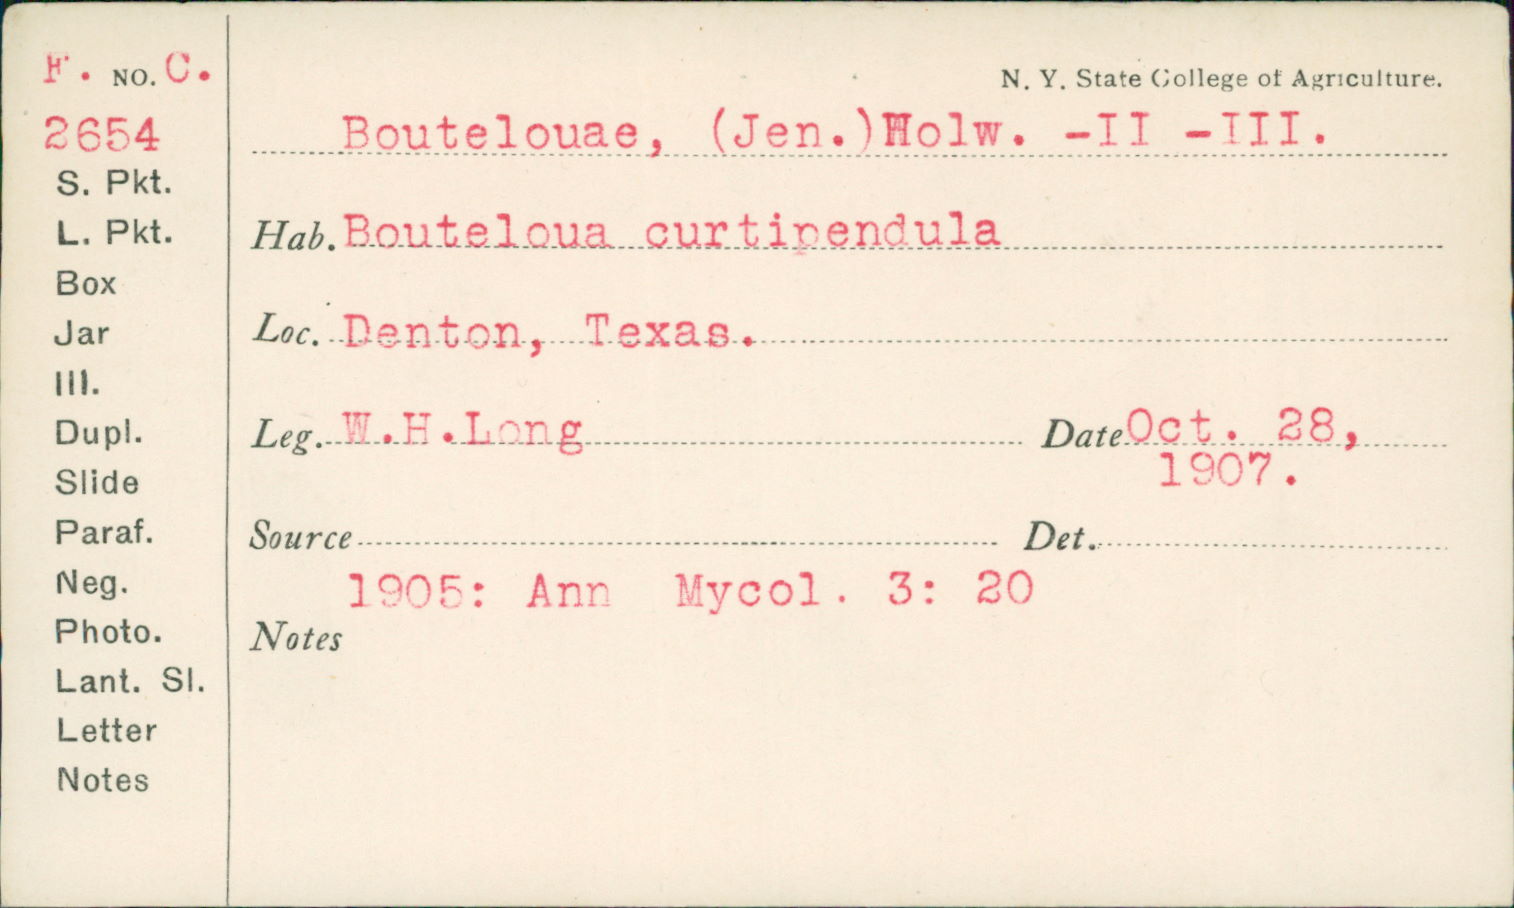 F. NO. C.
2654
S. Pkt.
L. Pkt.
Box
Jar
Ill.
Dupl.
Slide
Paraf.
Neg.
Photo.
Lant. Sl.
Letter
Notes
N. Y. State College of Agriculture.
Boutelouae, (Jen.)Holw. -II -III.
Hab. Bouteloua curtipendula
Loc. Denton, Texas.
Leg. W.H.Long Date Oct. 28,
1907.
Source Det.
1905: Ann Mycol. 3: 20
Notes